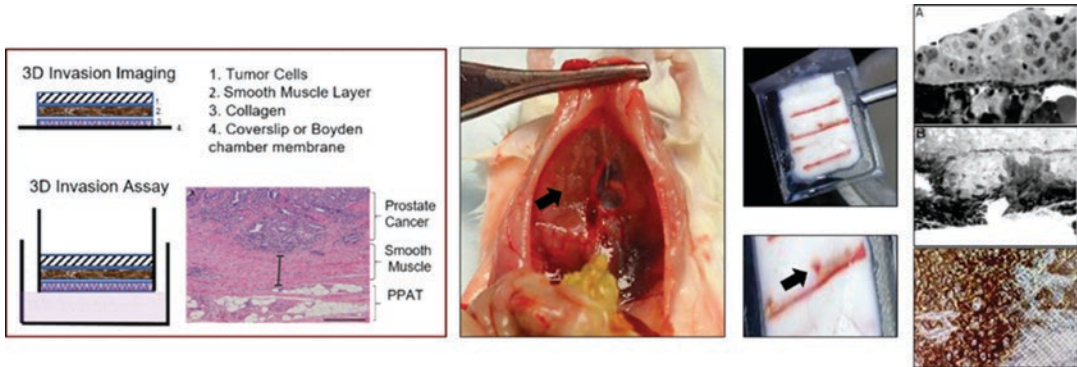 3D Invasion Imaging
1. Tumor Cells
2. Smooth Muscle Layer
3. Collagen
4. Coverslip or Boyden
chamber membrane
1.
2.
3.
4.
3D Invasion Assay
Prostate
Cancer
Smooth
Muscle
PPAT
A
B